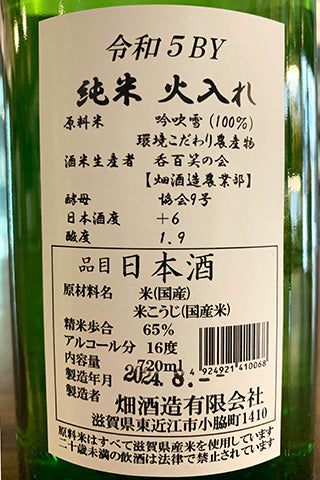 令和5BY
純米 火入れ
原料米 吟吹雪(100%)
環境こだわり農産物
酒米生産者 呑百笑の会
【畑酒造農業部】
酵母 協会9号
日本酒度 +6
酸度 1.9
品目 日本酒
原材料名 米(国産)
米こうじ(国産米)
精米歩合 65%
アルコール分 16度
内容量 720ml
製造年月 2024.8.--
製造者 畑酒造有限会社
滋賀県東近江市小脇町1410
4924921410068
原料米はすべて滋賀県産米を使用しています
二十歳未満の飲酒は法律で禁止されています